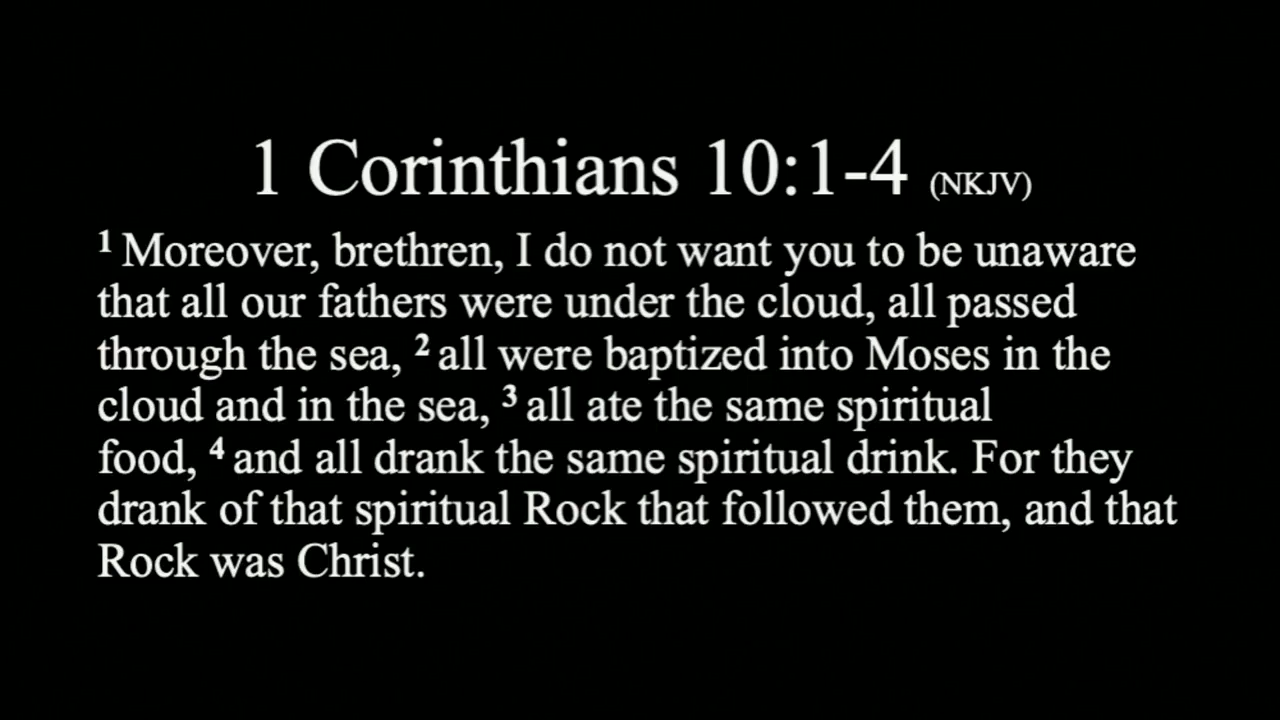 1 Corinthians 10:1-4 (NKJV)
1 Moreover, brethren, I do not want you to be unaware
that all our fathers were under the cloud, all passed
through the sea, 2 all were baptized into Moses in the
cloud and in the sea, 3 all ate the same spiritual
food, 4 and all drank the same spiritual drink. For they
drank of that spiritual Rock that followed them, and that
Rock was Christ.